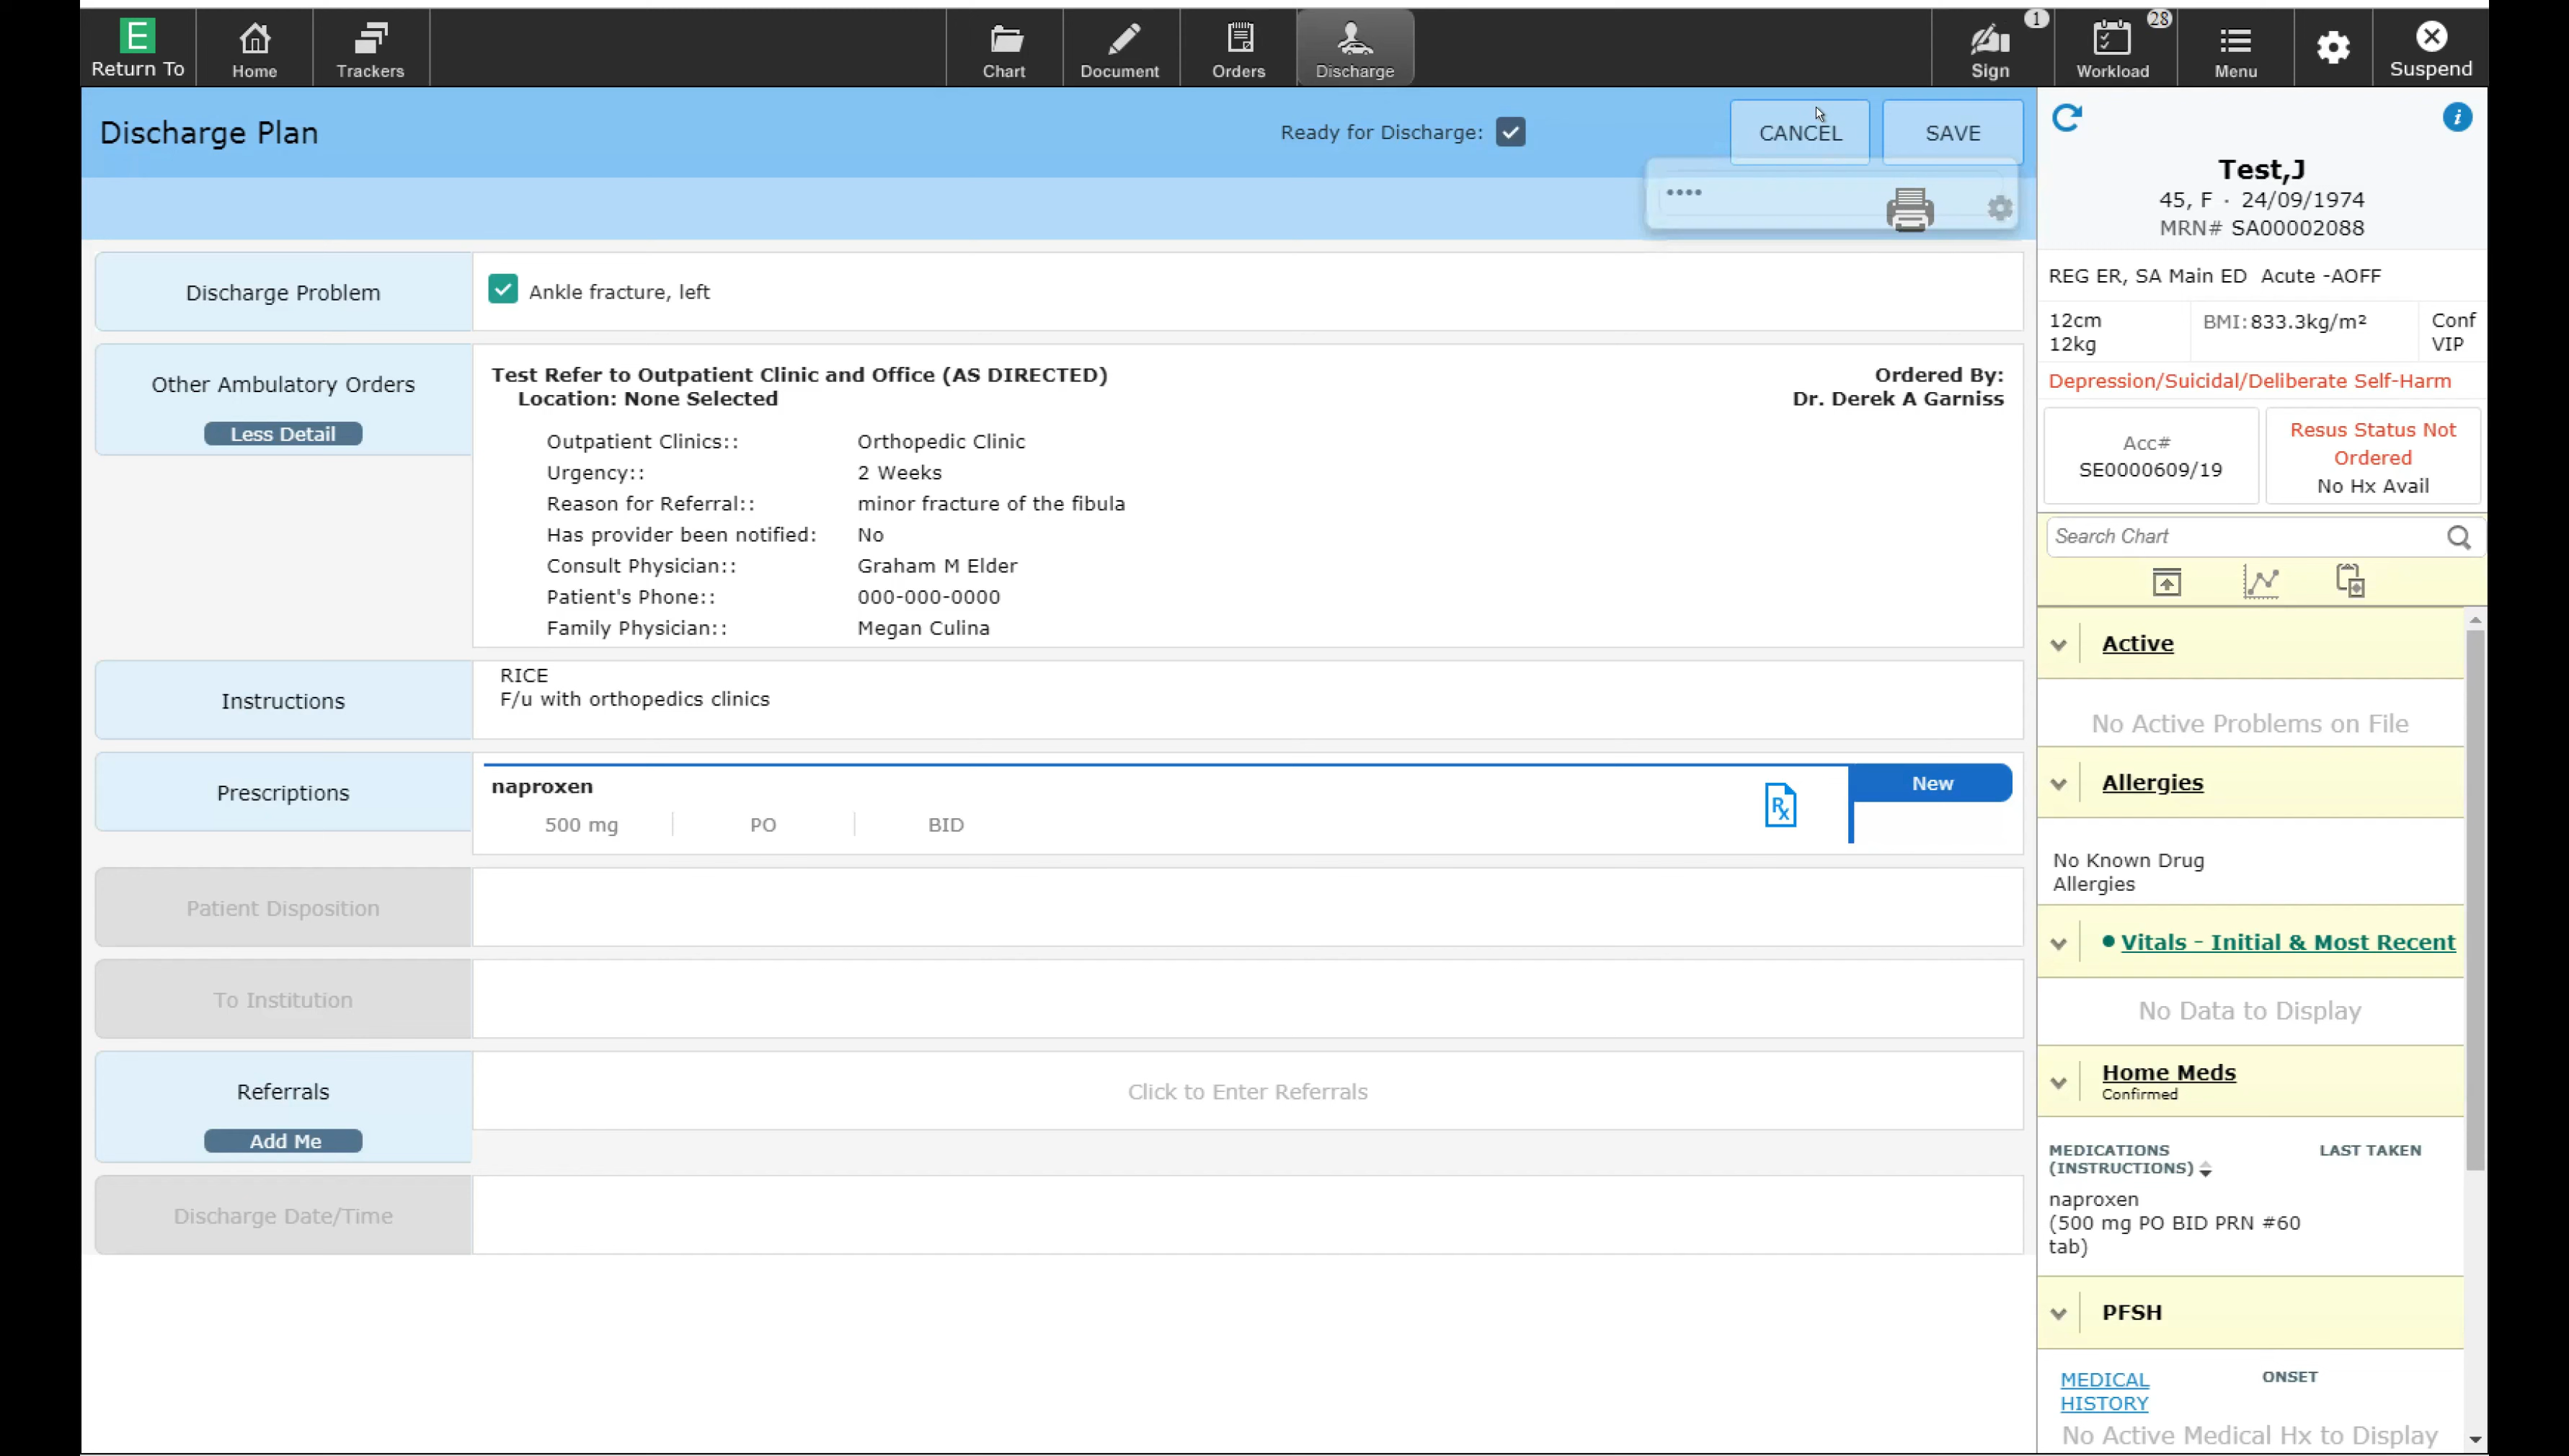 E
Return To
Home
Trackers
Chart
Document
Orders
Discharge
1
Sign
28
Workload
Menu
Suspend
Discharge Plan
Ready for Discharge:
CANCEL
SAVE
••••
Discharge Problem
Ankle fracture, left
Other Ambulatory Orders
Less Detail
Test Refer to Outpatient Clinic and Office (AS DIRECTED)
Location: None Selected
Ordered By:
Dr. Derek A Garniss
Outpatient Clinics:: Orthopedic Clinic
Urgency:: 2 Weeks
Reason for Referral:: minor fracture of the fibula
Has provider been notified: No
Consult Physician:: Graham M Elder
Patient's Phone:: 000-000-0000
Family Physician:: Megan Culina
Instructions
RICE
F/u with orthopedics clinics
Prescriptions
naproxen
500 mg PO BID
Rx
New
Patient Disposition
To Institution
Referrals
Add Me
Click to Enter Referrals
Discharge Date/Time
i
Test,J
45, F · 24/09/1974
MRN# SA00002088
REG ER, SA Main ED Acute -AOFF
12cm
12kg
BMI: 833.3kg/m²
Conf
VIP
Depression/Suicidal/Deliberate Self-Harm
Acc#
SE0000609/19
Resus Status Not
Ordered
No Hx Avail
Search Chart
Active
No Active Problems on File
Allergies
No Known Drug
Allergies
Vitals - Initial & Most Recent
No Data to Display
Home Meds
Confirmed
MEDICATIONS
(INSTRUCTIONS)
LAST TAKEN
naproxen
(500 mg PO BID PRN #60
tab)
PFSH
MEDICAL
HISTORY
ONSET
No Active Medical Hx to Display